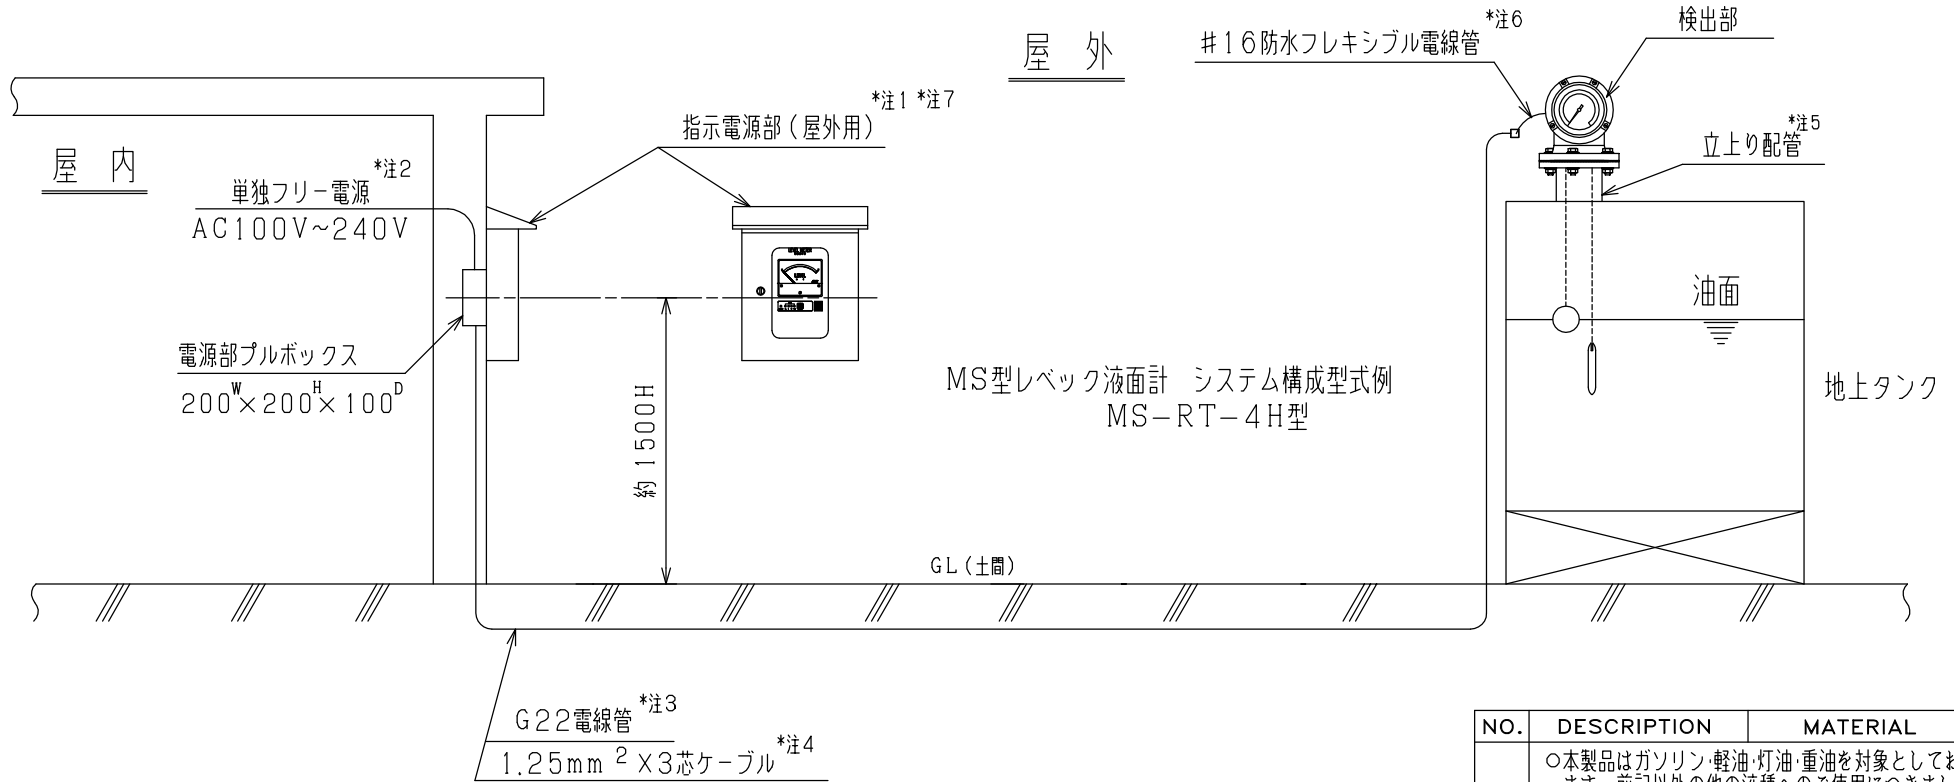 屋 外
#16防水フレキシブル電線管 *注6
検出部
指示電源部(屋外用) *注1 *注7
立上り配管 *注5
屋 内
単独フリー電源 *注2
AC100V~240V
油面
電源部プルボックス
200W×200H×100D
約1500H
MS型レベック液面計 システム構成型式例
MS-RT-4H型
地上タンク
GL(土間)
G22電線管 *注3
1.25mm2×3芯ケーブル *注4
NO. DESCRIPTION MATERIAL
○本製品はガソリン・軽油・灯油・重油を対象としてお